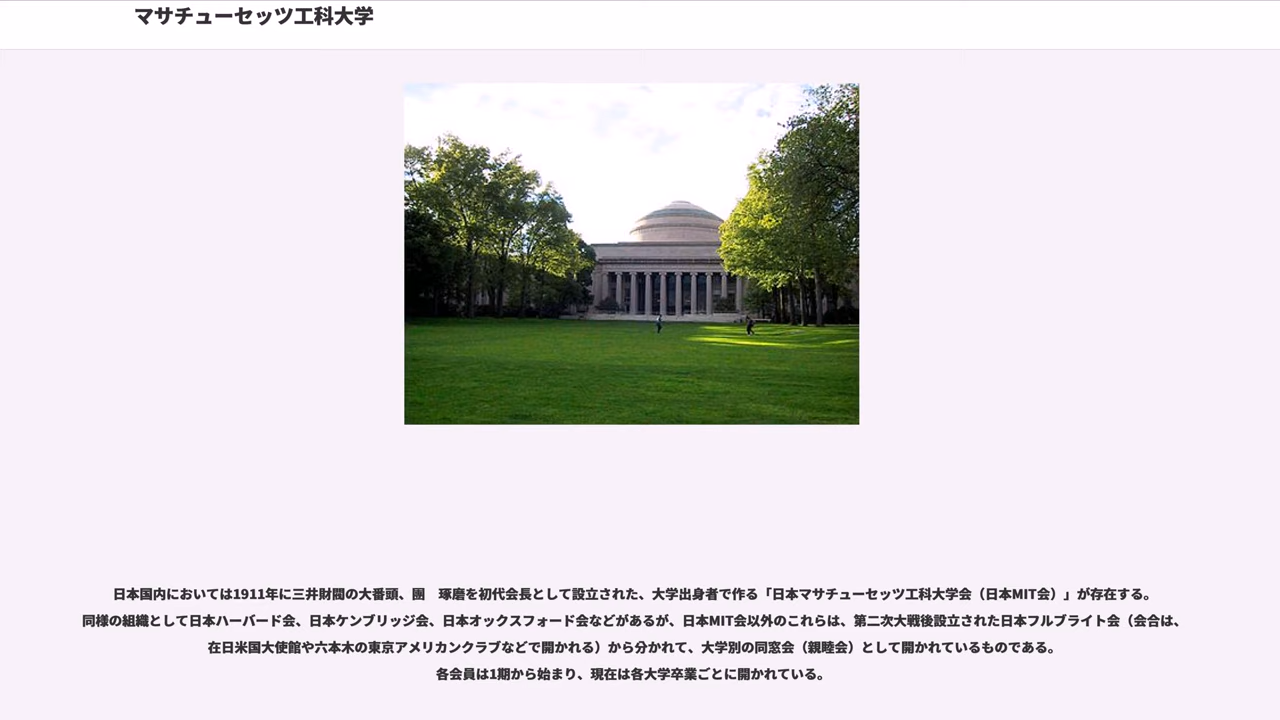 マサチューセッツ工科大学
日本国内においては1911年に三井財閥の大番頭、團　琢磨を初代会長として設立された、大学出身者で作る「日本マサチューセッツ工科大学会（日本MIT会）」が存在する。
同様の組織として日本ハーバード会、日本ケンブリッジ会、日本オックスフォード会などがあるが、日本MIT会以外のこれらは、第二次大戦後設立された日本フルブライト会（会合は、
在日米国大使館や六本木の東京アメリカンクラブなどで開かれる）から分かれて、大学別の同窓会（親睦会）として開かれているものである。
各会員は1期から始まり、現在は各大学卒業ごとに開かれている。